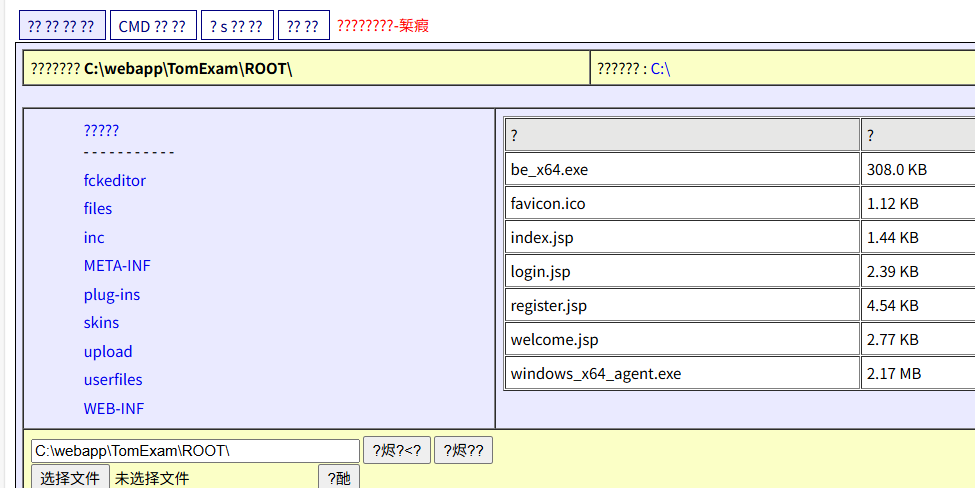 ?? ?? ?? ?? CMD ?? ?? ? s ?? ?? ?? ?? ????????-椠瘕
??????? C:\webapp\TomExam\ROOT\ ?????? : C:\
?????
- - - - - - - - - - -
fckeditor
files
inc
META-INF
plug-ins
skins
upload
userfiles
WEB-INF
? ?
be_x64.exe 308.0 KB
favicon.ico 1.12 KB
index.jsp 1.44 KB
login.jsp 2.39 KB
register.jsp 4.54 KB
welcome.jsp 2.77 KB
windows_x64_agent.exe 2.17 MB
C:\webapp\TomExam\ROOT\ ?烬?<? ?烬??
选择文件 未选择文件 ?酏